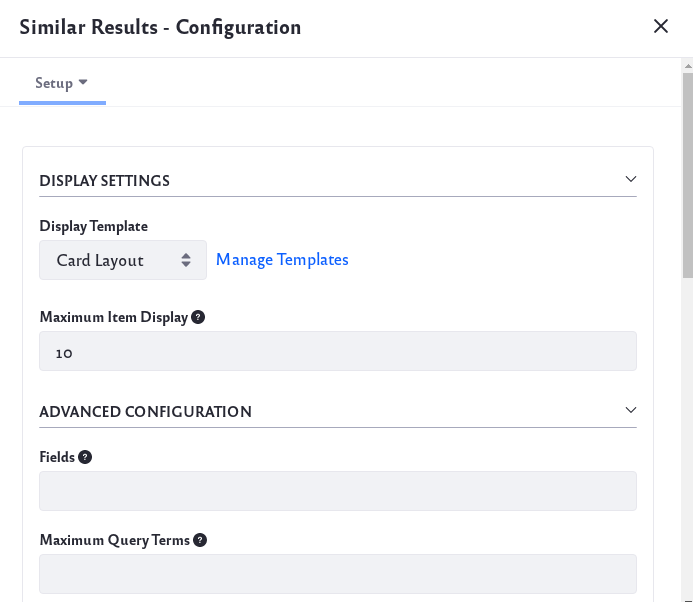 Similar Results - Configuration
Setup
DISPLAY SETTINGS
Display Template
Card Layout
Manage Templates
Maximum Item Display ?
10
ADVANCED CONFIGURATION
Fields ?
Maximum Query Terms ?